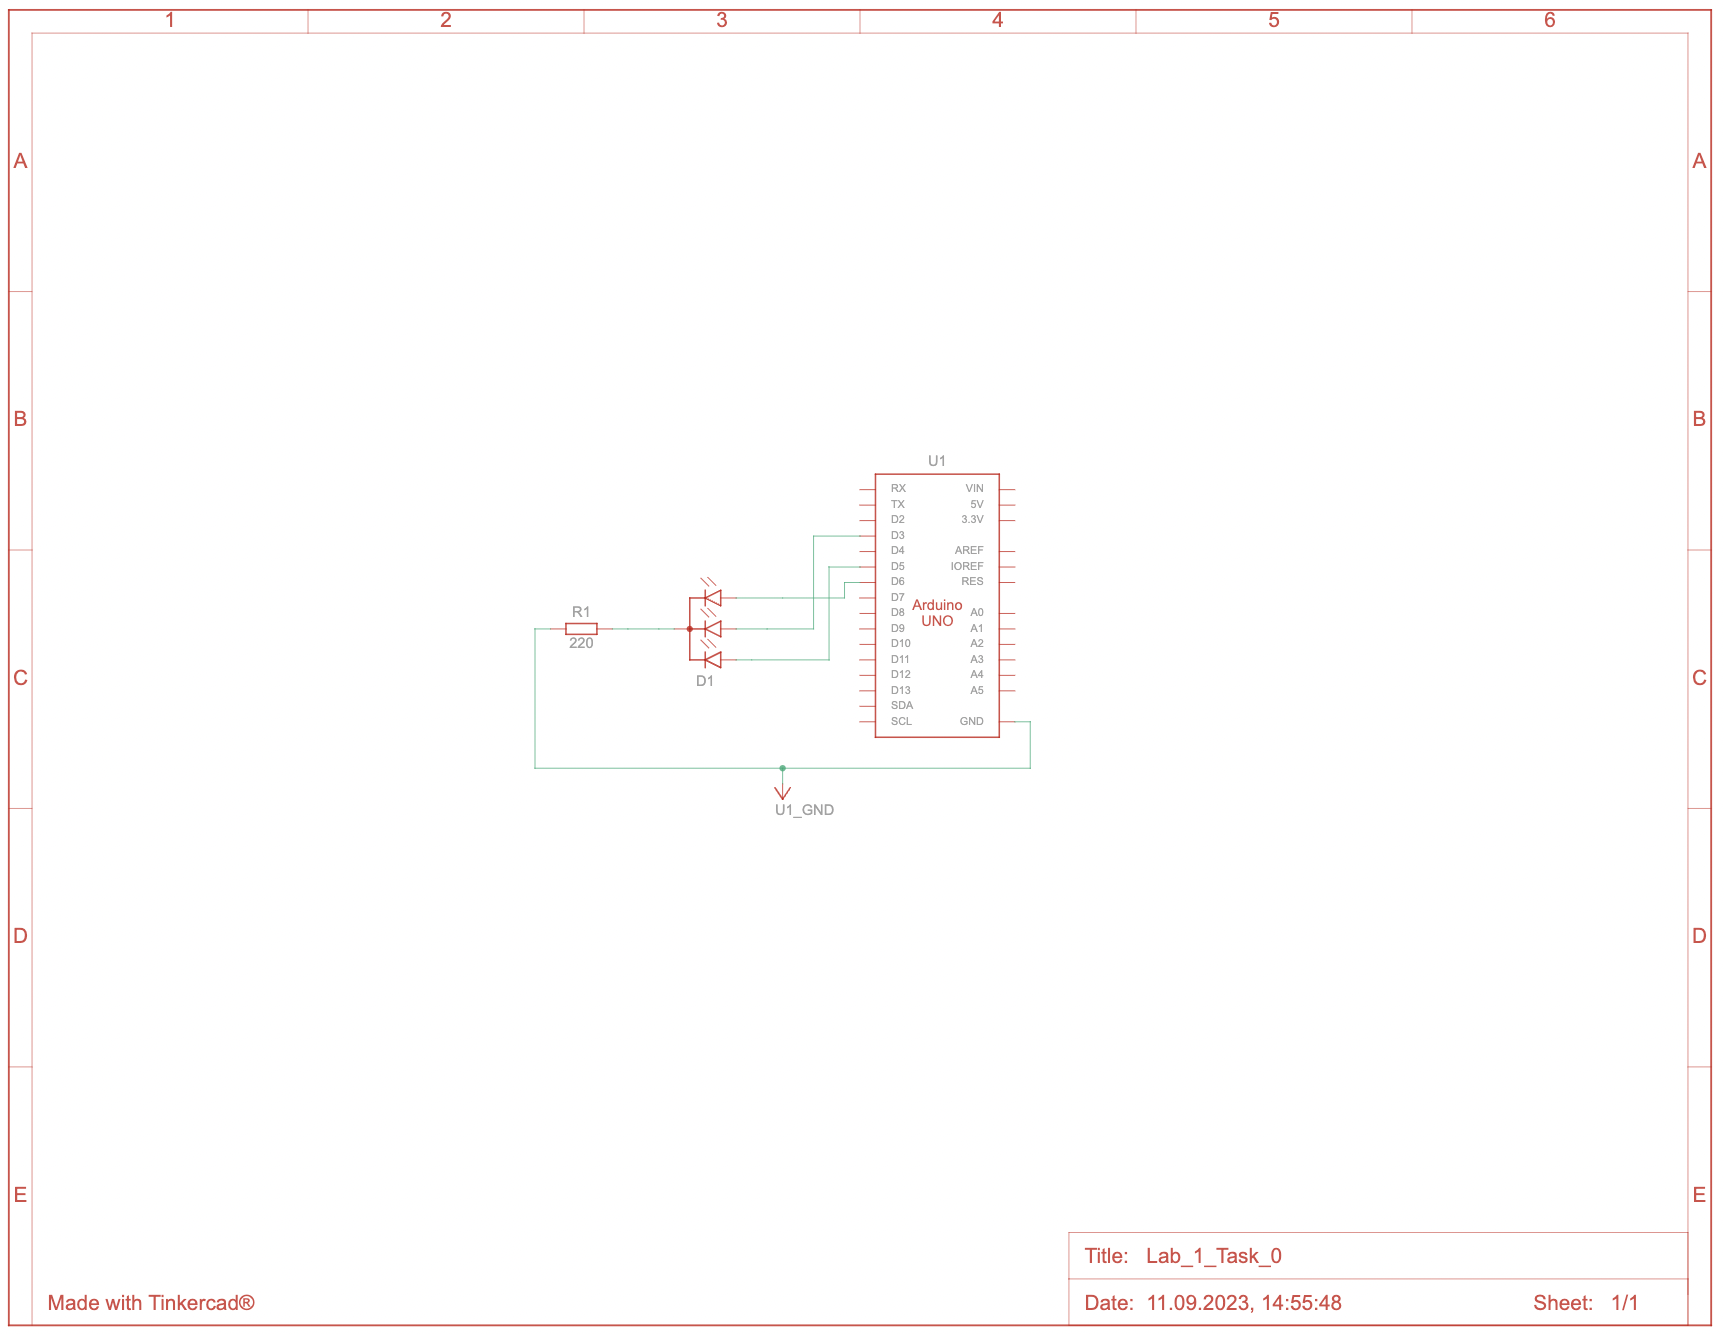 1 2 3 4 5 6
A A
B B
U1
RX VIN
TX 5V
D2 3.3V
D3
D4 AREF
D5 IOREF
D6 RES
D7
Arduino
D8 A0
UNO
D9 A1
D10 A2
D11 A3
D12 A4
D13 A5
SDA
SCL GND
R1
220
D1
C C
U1_GND
D D
E E
Title: Lab_1_Task_0
Made with Tinkercad®
Date: 11.09.2023, 14:55:48 Sheet: 1/1